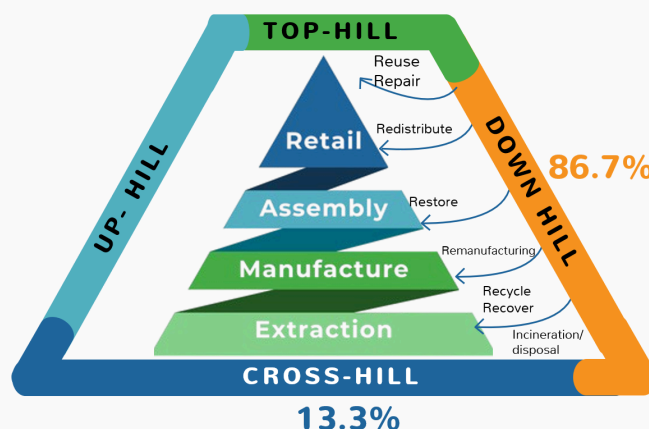 TOP-HILL
Reuse
Repair
Retail
Redistribute
DOWN HILL
86.7%
UP- HILL
Assembly
Restore
Manufacture
Remanufacturing
Recycle
Recover
Extraction
Incineration/
disposal
CROSS-HILL
13.3%